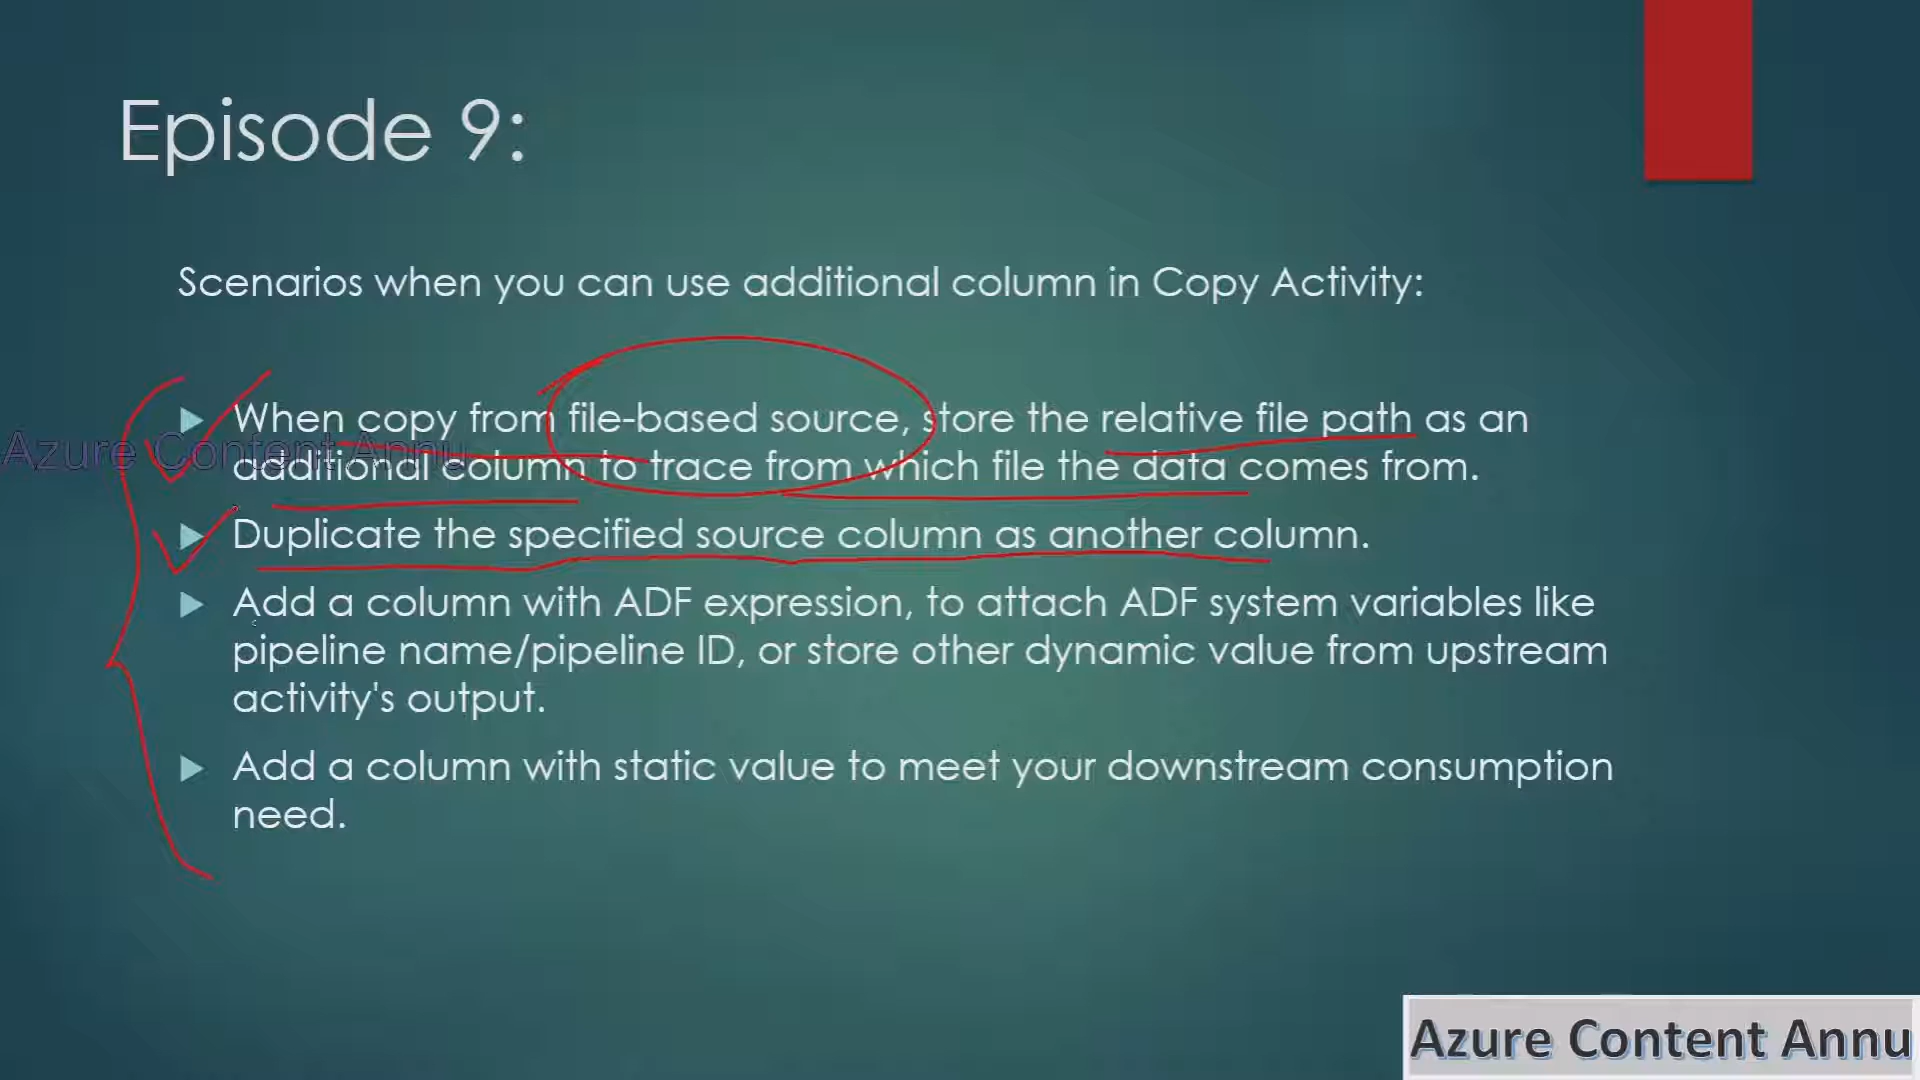 Episode 9:
Scenarios when you can use additional column in Copy Activity:
When copy from file-based source, store the relative file path as an
Azure Content Annu
additional column to trace from which file the data comes from.
Duplicate the specified source column as another column.
Add a column with ADF expression, to attach ADF system variables like
pipeline name/pipeline ID, or store other dynamic value from upstream
activity's output.
Add a column with static value to meet your downstream consumption
need.
Azure Content Annu